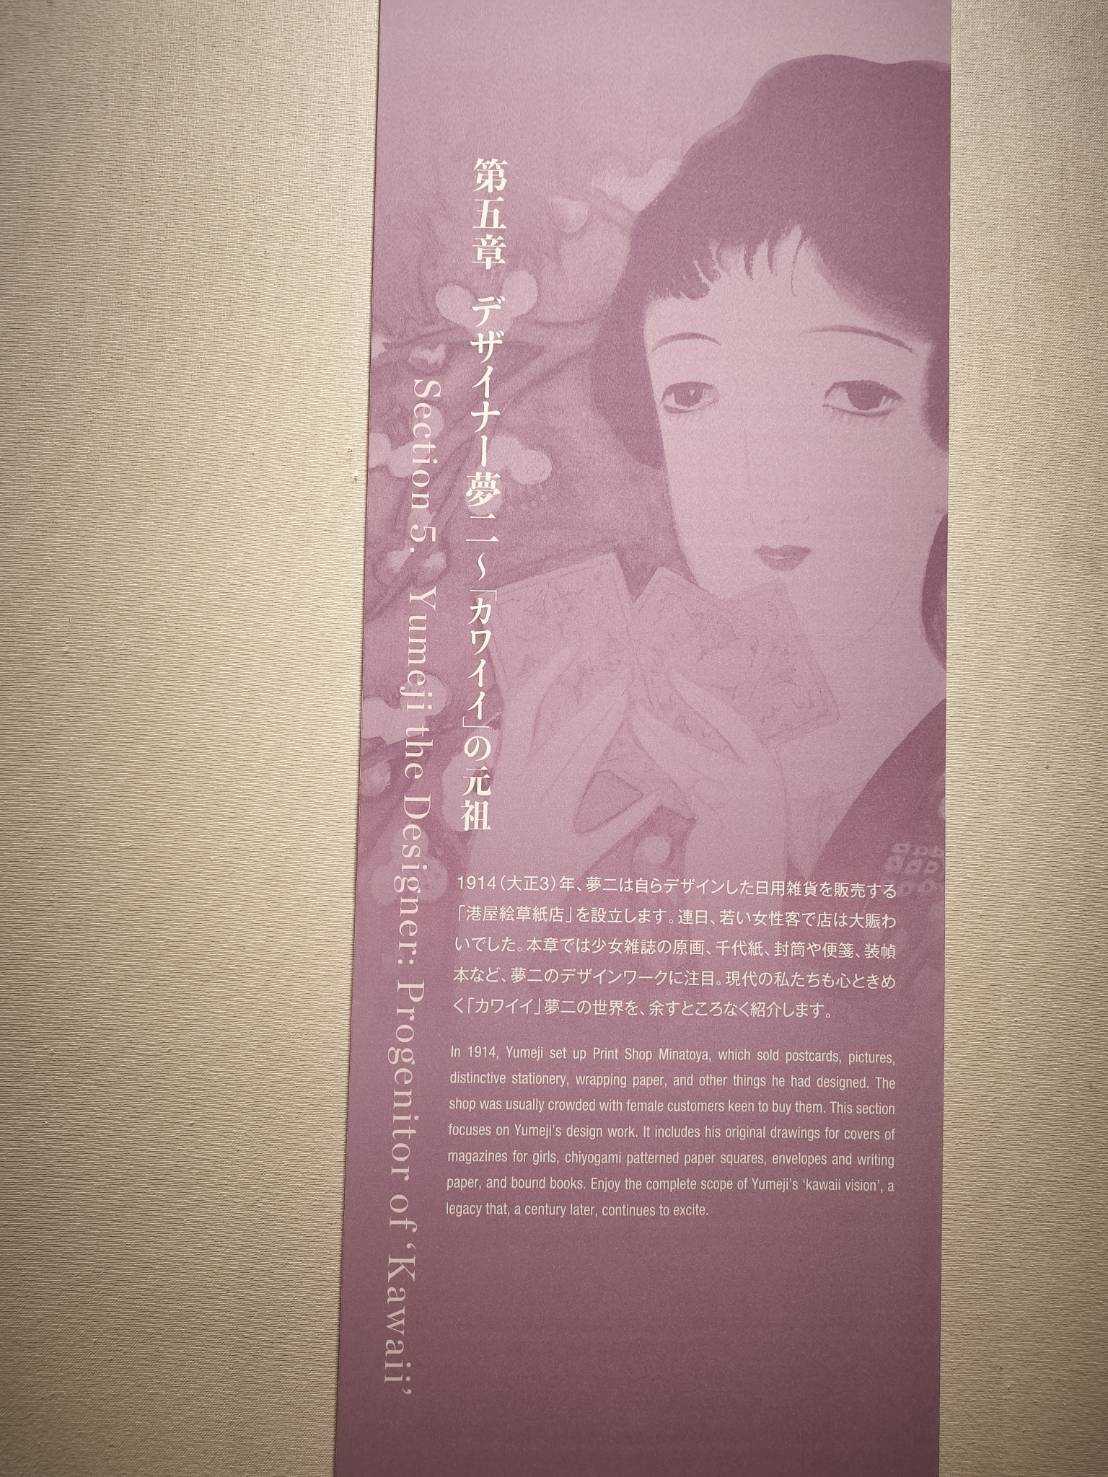 第五章 デザイナー夢二～「カワイイ」の元祖
Section 5. Yumeji the Designer: Progenitor of ‘Kawaii’
1914（大正3）年、夢二は自らデザインした日用雑貨を販売する
「港屋絵草紙店」を設立します。連日、若い女性客で店は大賑わ
いでした。本章では少女雑誌の原画、千代紙、封筒や便箋、装幀
本など、夢二のデザインワークに注目。現代の私たちも心ときめ
く「カワイイ」夢二の世界を、余すところなく紹介します。
In 1914, Yumeji set up Print Shop Minatoya, which sold postcards, pictures,
distinctive stationery, wrapping paper, and other things he had designed. The
shop was usually crowded with female customers keen to buy them. This section
focuses on Yumeji’s design work. It includes his original drawings for covers of
magazines for girls, chiyogami patterned paper squares, envelopes and writing
paper, and bound books. Enjoy the complete scope of Yumeji’s ‘kawaii vision’, a
legacy that, a century later, continues to excite.